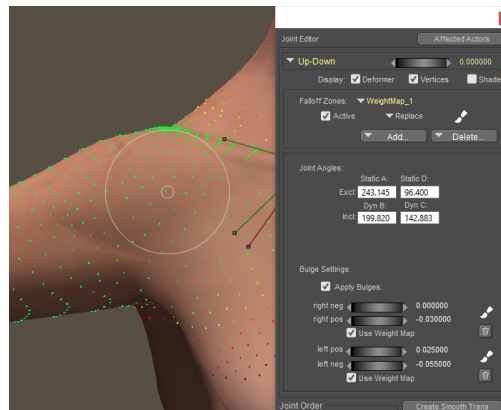 Joint Editor Affected Actors
Up-Down 0.000000
Display: Deformer Vertices Shade
Falloff Zones: WeightMap_1
Active Replace
Add... Delete...
Joint Angles:
Static A: Static D:
Excl 243.145 96.400
Dyn B: Dyn C:
Incl 199.820 142.883
Bulge Settings:
Apply Bulges:
right neg 0.000000
right pos -0.030000
Use Weight Map
left pos 0.025000
left neg -0.055000
Use Weight Map
Joint Order Create Smooth Trans